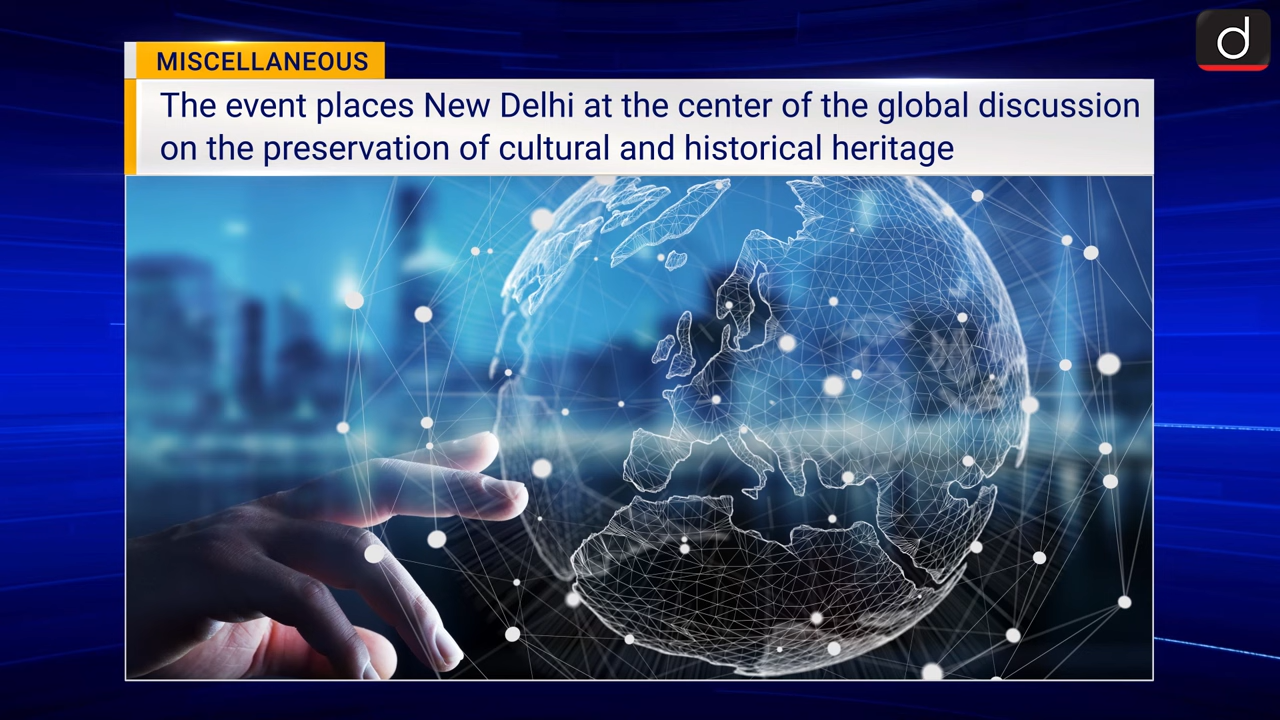 MISCELLANEOUS
The event places New Delhi at the center of the global discussion
on the preservation of cultural and historical heritage
d